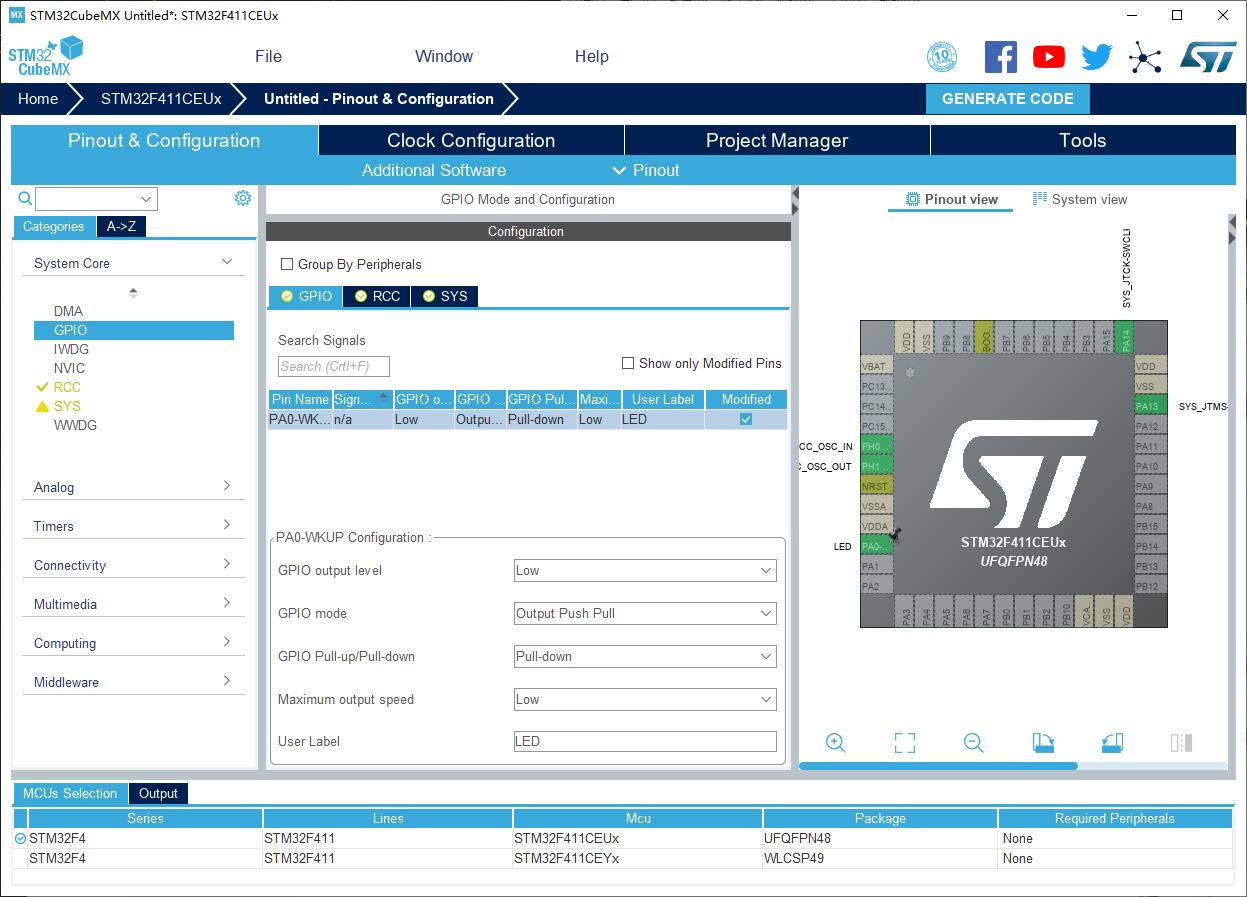 STM32CubeMX Untitled*: STM32F411CEUx
STM32 CubeMX
File Window Help
10 YEARS
Home STM32F411CEUx Untitled - Pinout & Configuration GENERATE CODE
Pinout & Configuration Clock Configuration Project Manager Tools
Additional Software Pinout
GPIO Mode and Configuration
Categories A->Z
System Core
DMA
GPIO
IWDG
NVIC
RCC
SYS
WWDG
Analog
Timers
Connectivity
Multimedia
Computing
Middleware
Configuration
Group By Peripherals
GPIO RCC SYS
Search Signals
Search (Crtl+F)
Show only Modified Pins
Pin Name Sign... GPIO o... GPIO ... GPIO Pul... Maxi... User Label Modified
PA0-WK... n/a Low Outpu... Pull-down Low LED
PA0-WKUP Configuration :
GPIO output level Low
GPIO mode Output Push Pull
GPIO Pull-up/Pull-down Pull-down
Maximum output speed Low
User Label LED
Pinout view System view
SYS_JTCK-SWCLI
VDD VSS PB9 PB8 BOO.. PB7 PB6 PB5 PB4 PB3 PA15 PA14
VBAT
PC13..
PC14..
PC15..
CC_OSC_IN PH0 ..
C_OSC_OUT PH1 ..
NRST
VSSA
VDDA
LED PA0-..
PA1
PA2
STM32F411CEUx
UFQFPN48
VDD
VSS
PA13 SYS_JTMS-
PA12
PA11
PA10
PA9
PA8
PB15
PB14
PB13
PB12
PA3 PA4 PA5 PA6 PA7 PB0 PB1 PB2 PB10 VCA.. VSS VDD
MCUs Selection Output
Series Lines Mcu Package Required Peripherals
STM32F4 STM32F411 STM32F411CEUx UFQFPN48 None
STM32F4 STM32F411 STM32F411CEYx WLCSP49 None